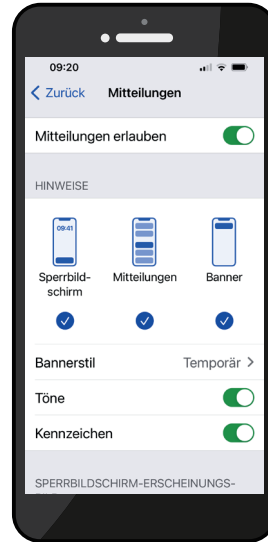 09:20
Zurück Mitteilungen
Mitteilungen erlauben
HINWEISE
09:41
Sperrbild-
schirm
Mitteilungen
Banner
Bannerstil Temporär
Töne
Kennzeichen
SPERRBILDSCHIRM-ERSCHEINUNGS-